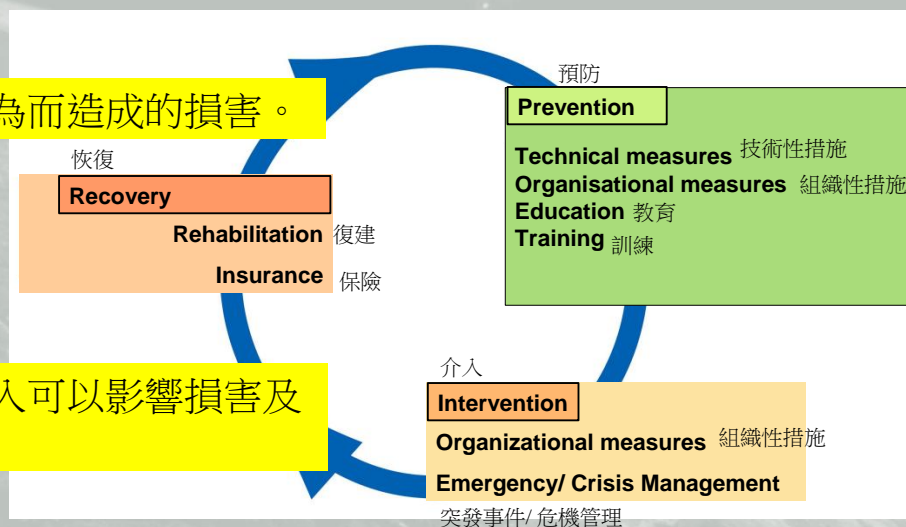 為而造成的損害。
預防
Prevention
Technical measures 技術性措施
Organisational measures 組織性措施
Education 教育
Training 訓練
恢復
Recovery
Rehabilitation 復建
Insurance 保險
入可以影響損害及
介入
Intervention
Organizational measures 組織性措施
Emergency/ Crisis Management
突發事件/ 危機管理